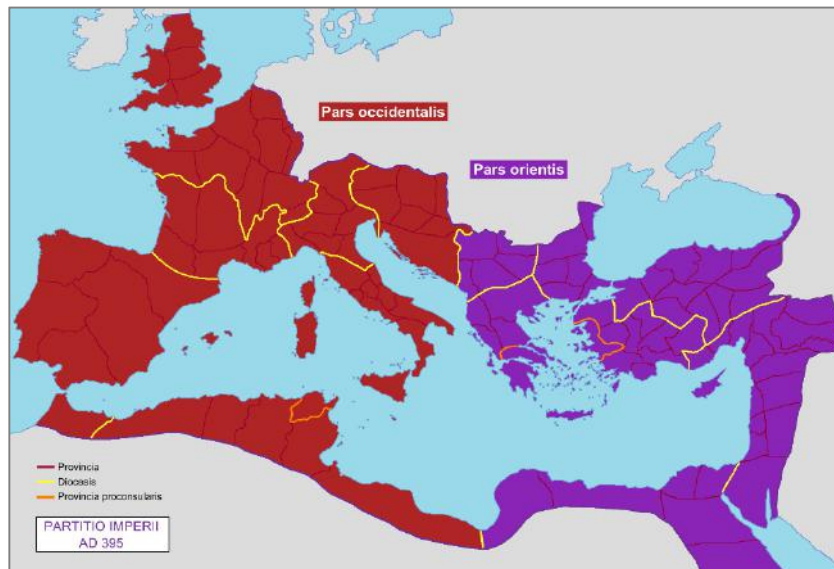 Pars occidentalis
Pars orientis
Provincia
Diocesis
Provincia proconsularis
PARTITIO IMPERII
AD 395